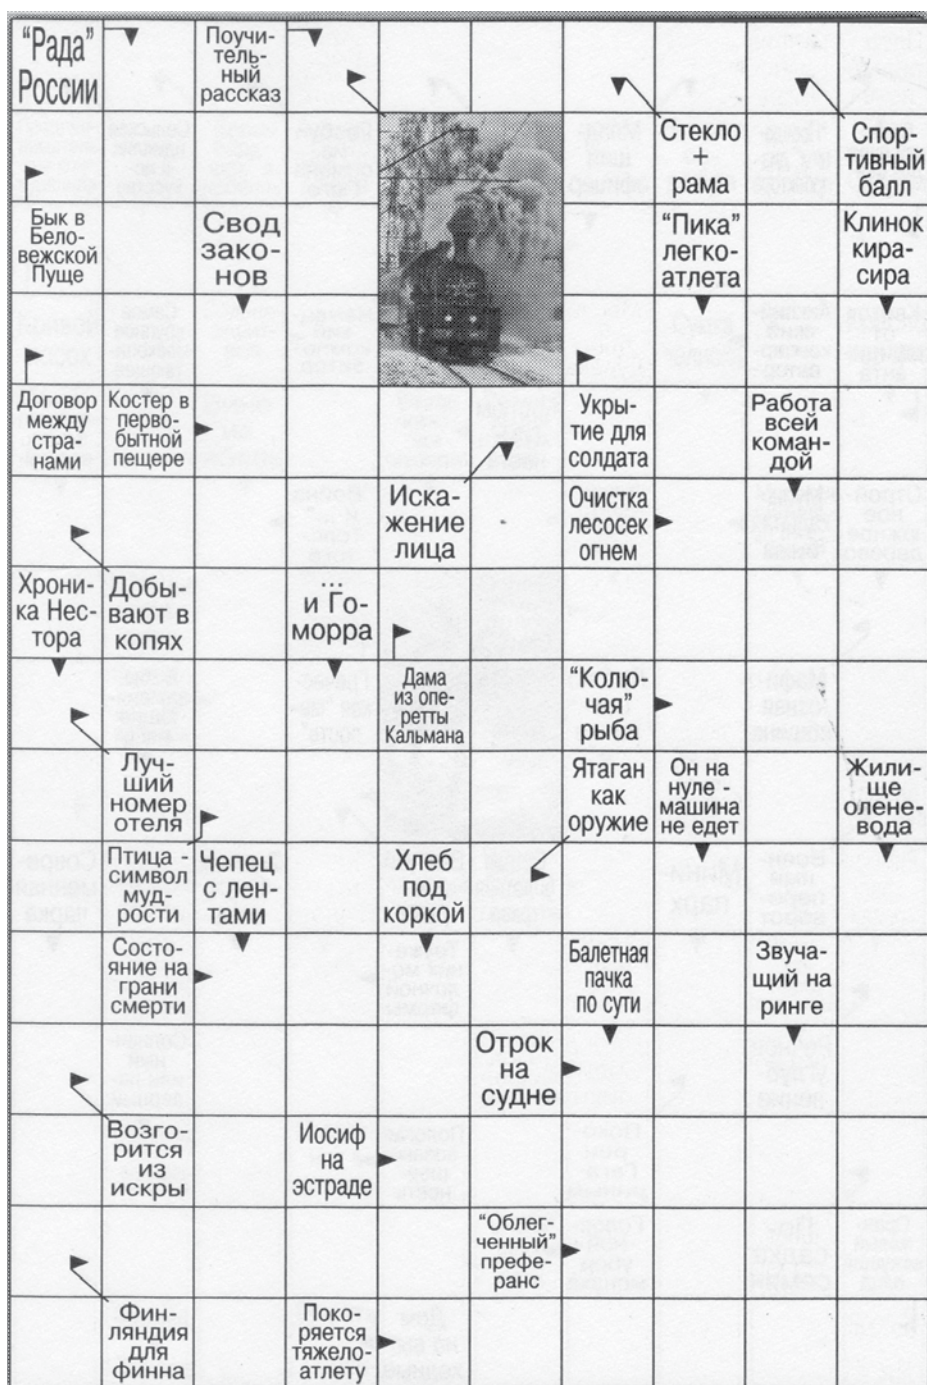 “Рада”
России
Поучи-
тель-
ный
рассказ
Стекло
+
рама
Спор-
тивный
балл
Бык в
Бело-
вежской
Пуще
Свод
зако-
нов
“Пика”
легко-
атлета
Клинок
кира-
сира
Договор
между
стра-
нами
Костер в
перво-
бытной
пещере
Укры-
тие для
солдата
Работа
всей
коман-
дой
Иска-
жение
лица
Очистка
лесосек
огнем
Хрони-
ка Нес-
тора
Добы-
вают в
копях
...
и Го-
морра
Дама
из опе-
ретты
Кальмана
“Колю-
чая”
рыба
Луч-
ший
номер
отеля
Ятаган
как
оружие
Он на
нуле -
машина
не едет
Жили-
ще
олене-
вода
Птица -
символ
муд-
рости
Чепец
с лен-
тами
Хлеб
под
коркой
Состо-
яние на
грани
смерти
Балетная
пачка
по сути
Звуча-
щий на
ринге
Отрок
на
судне
Возго-
рится
из
искры
Иосиф
на
эстраде
“Облег-
ченный”
префе-
ранс
Фин-
ляндия
для
финна
Поко-
ряется
тяжело-
атлету